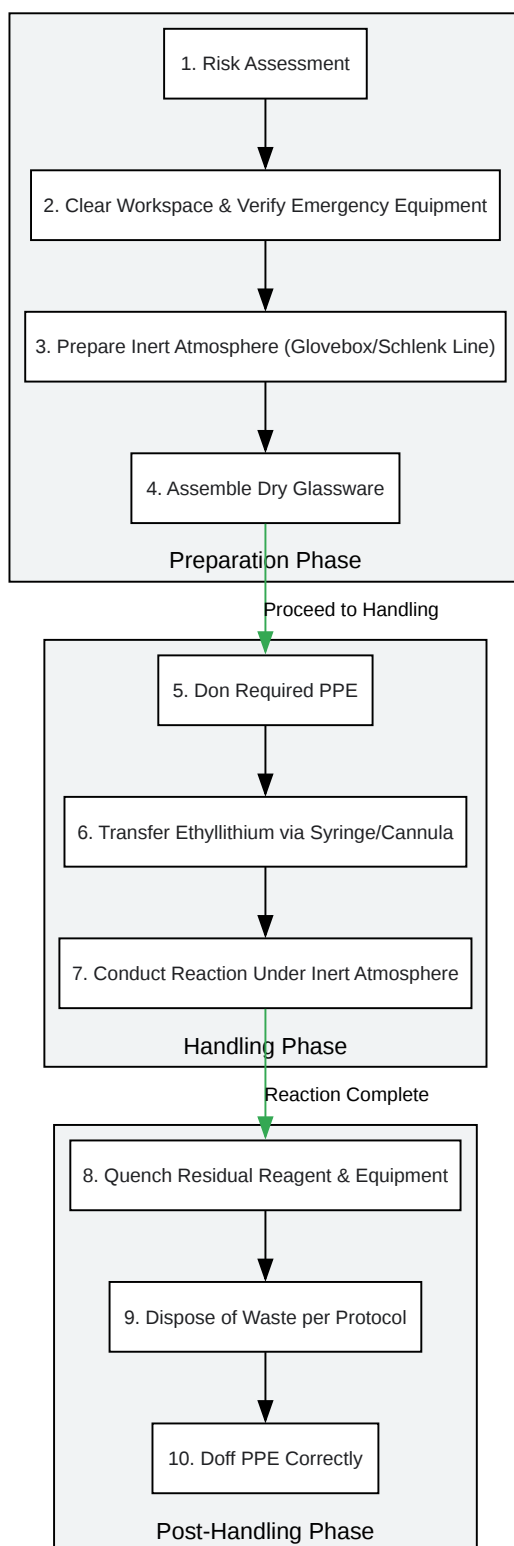 1. Risk Assessment
2. Clear Workspace & Verify Emergency Equipment
3. Prepare Inert Atmosphere (Glovebox/Schlenk Line)
4. Assemble Dry Glassware
Preparation Phase
Proceed to Handling
5. Don Required PPE
6. Transfer Ethyllithium via Syringe/Cannula
7. Conduct Reaction Under Inert Atmosphere
Handling Phase
Reaction Complete
8. Quench Residual Reagent & Equipment
9. Dispose of Waste per Protocol
10. Doff PPE Correctly
Post-Handling Phase